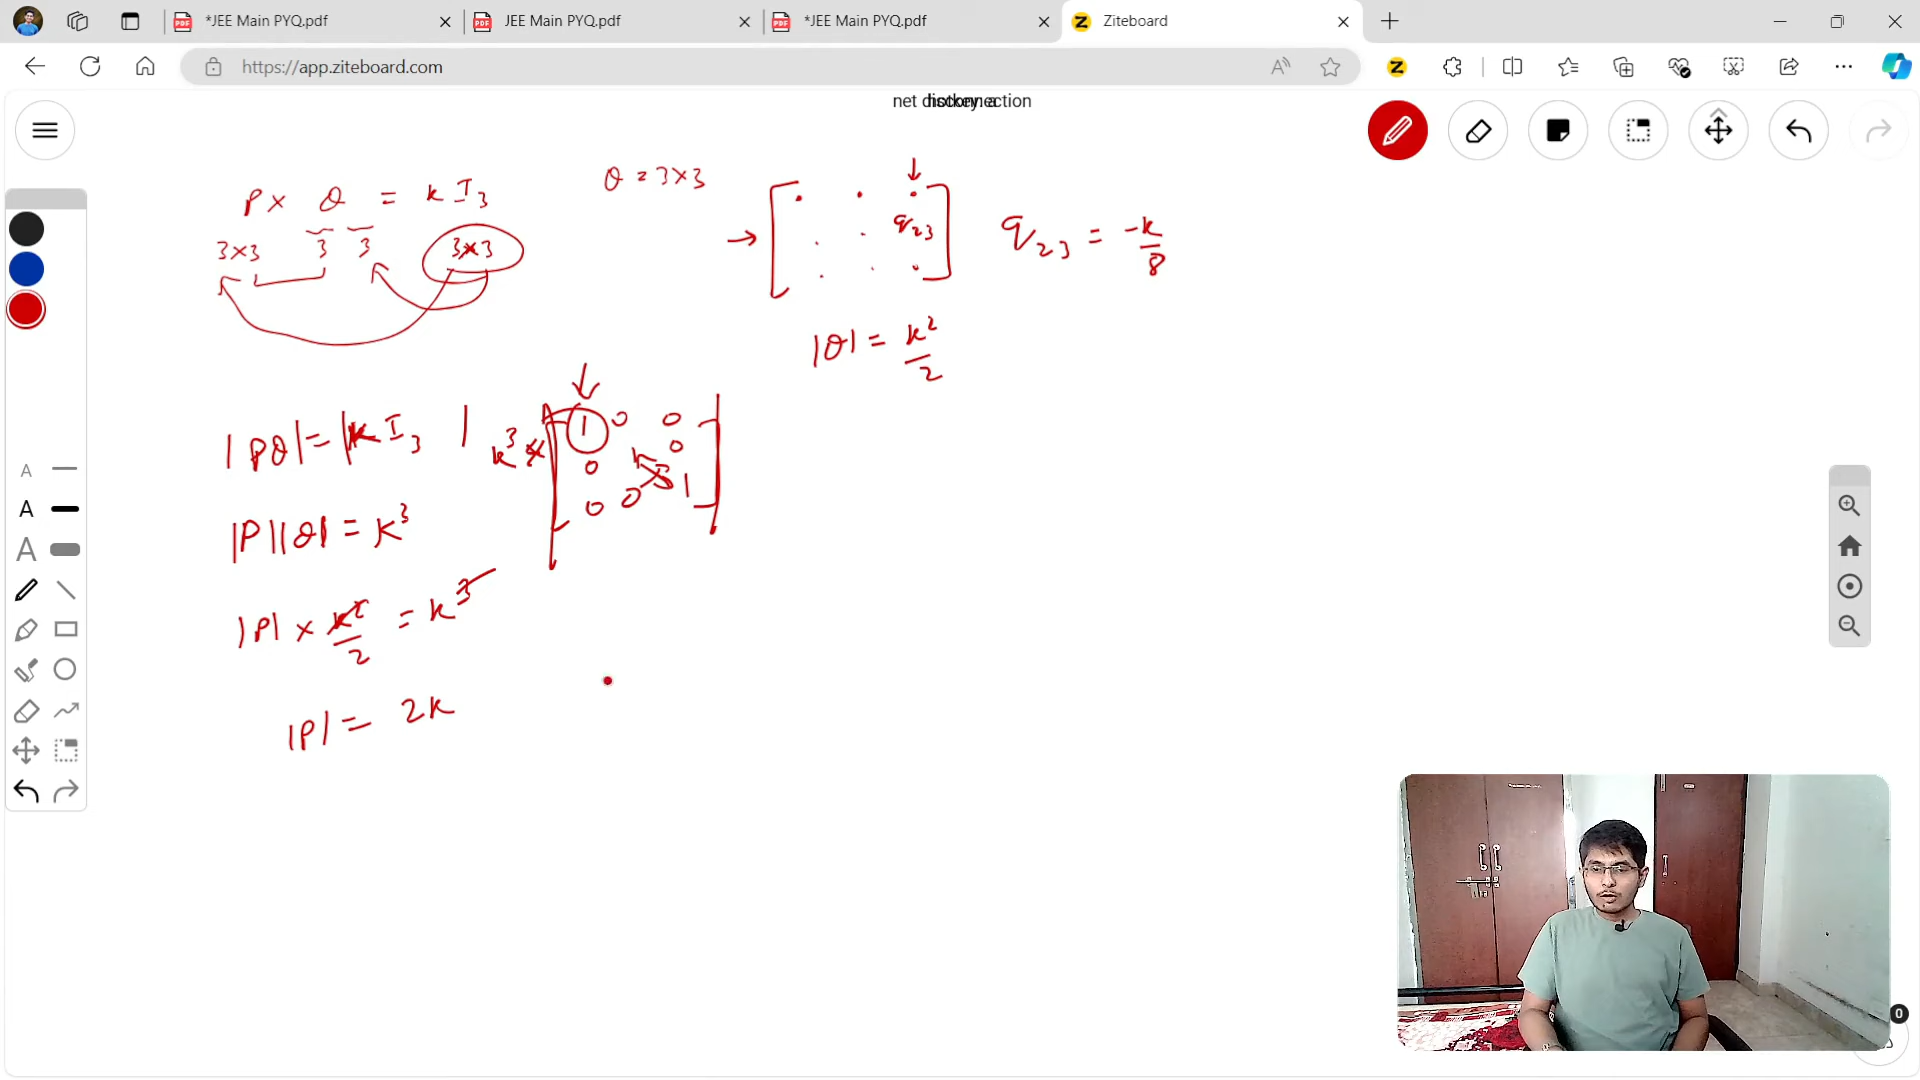 *JEE Main PYQ.pdf
JEE Main PYQ.pdf
*JEE Main PYQ.pdf
Ziteboard
https://app.ziteboard.com
P × Q = k I₃
3×3 3 3 3×3
Q = 3×3
q₂₃
q₂₃ = -k/8
|Q| = k²/2
|PQ| = |k I₃|
k³ ×
1 0 0
0 1 0
0 0 1
|P||Q| = k³
|P| × k²/2 = k³
|P| = 2k
A
A
A
0